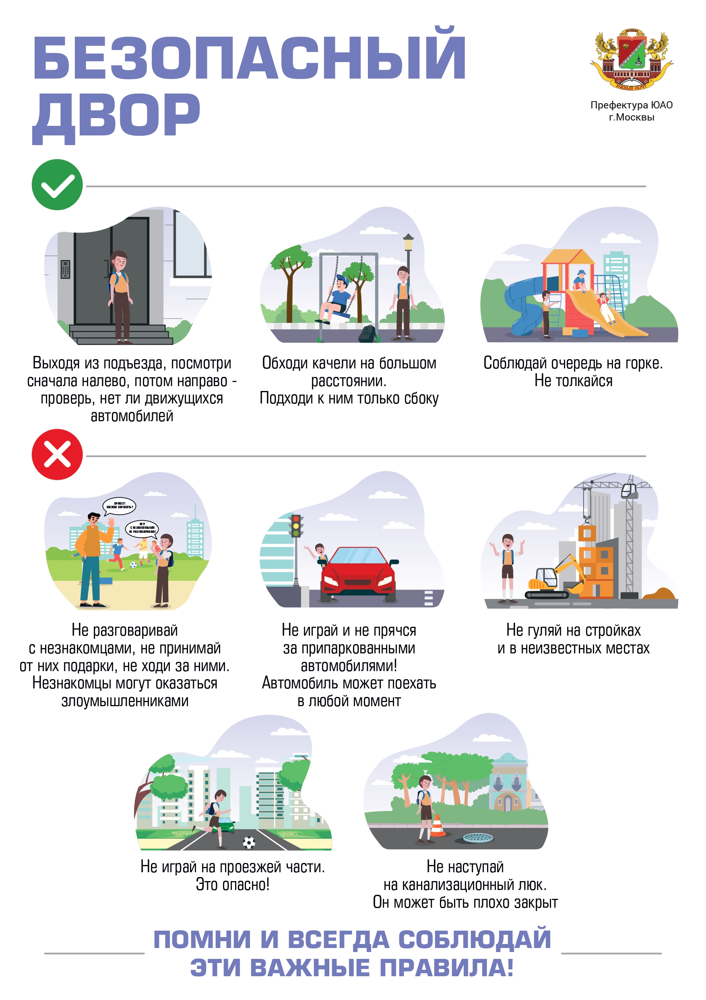 БЕЗОПАСНЫЙ
ДВОР
МОСКВА
ЮЖНЫЙ ОКРУГ
Префектура ЮАО
г.Москвы
Выходя из подъезда, посмотри
сначала налево, потом направо -
проверь, нет ли движущихся
автомобилей
Обходи качели на большом
расстоянии.
Подходи к ним только сбоку
Соблюдай очередь на горке.
Не толкайся
ПРИВЕТ!
МОЖНО СПРОСИТЬ?
НЕТ!
С НЕЗНАКОМЫМИ
НЕ РАЗГОВАРИВАЮ!
Не разговаривай
с незнакомцами, не принимай
от них подарки, не ходи за ними.
Незнакомцы могут оказаться
злоумышленниками
Не играй и не прячся
за припаркованными
автомобилями!
Автомобиль может поехать
в любой момент
Не гуляй на стройках
и в неизвестных местах
Не играй на проезжей части.
Это опасно!
Не наступай
на канализационный люк.
Он может быть плохо закрыт
ПОМНИ И ВСЕГДА СОБЛЮДАЙ
ЭТИ ВАЖНЫЕ ПРАВИЛА!